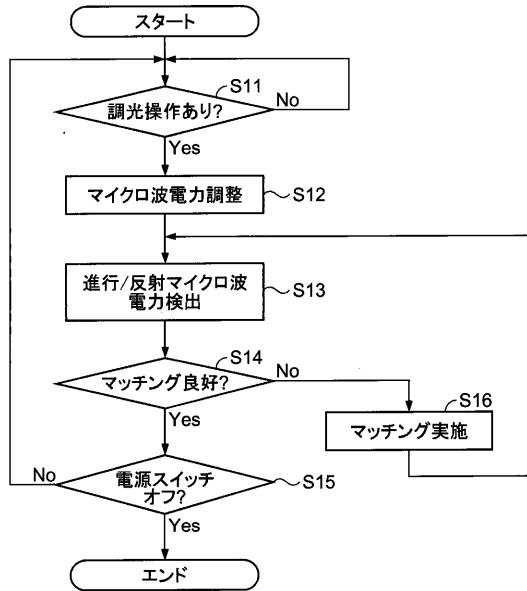 スタート
S11
調光操作あり?
No
Yes
マイクロ波電力調整
S12
進行/反射マイクロ波
電力検出
S13
S14
マッチング良好?
No
Yes
S16
マッチング実施
No
電源スイッチ
オフ?
S15
Yes
エンド